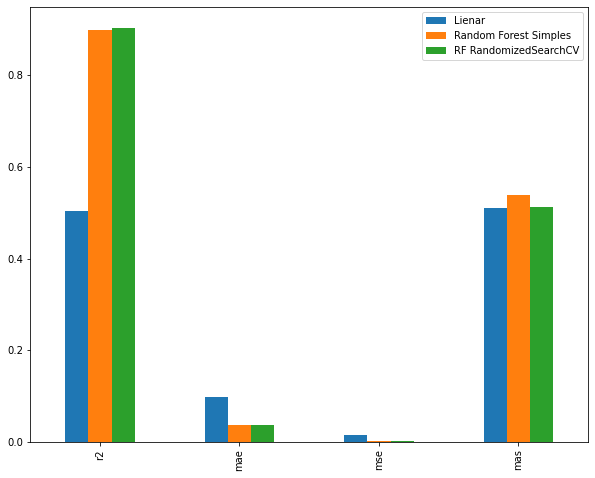 Lienar
Random Forest Simples
RF RandomizedSearchCV
0.8
0.6
0.4
0.2
0.0
r2
mae
mse
mas